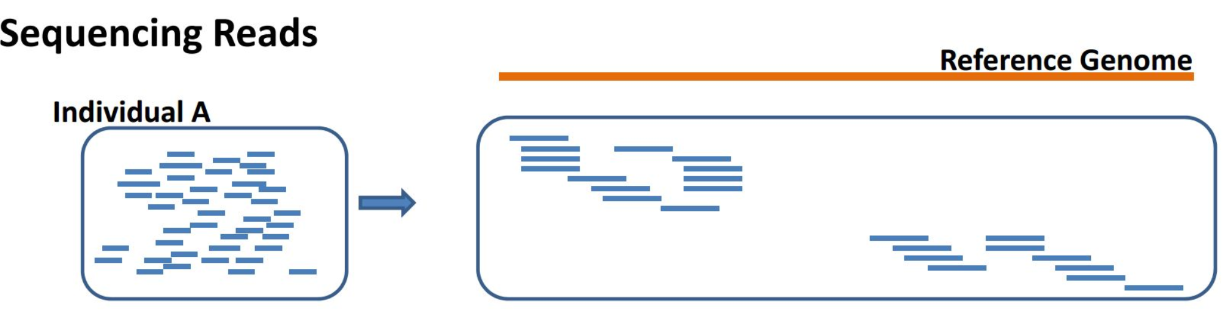 Sequencing Reads
Reference Genome
Individual A